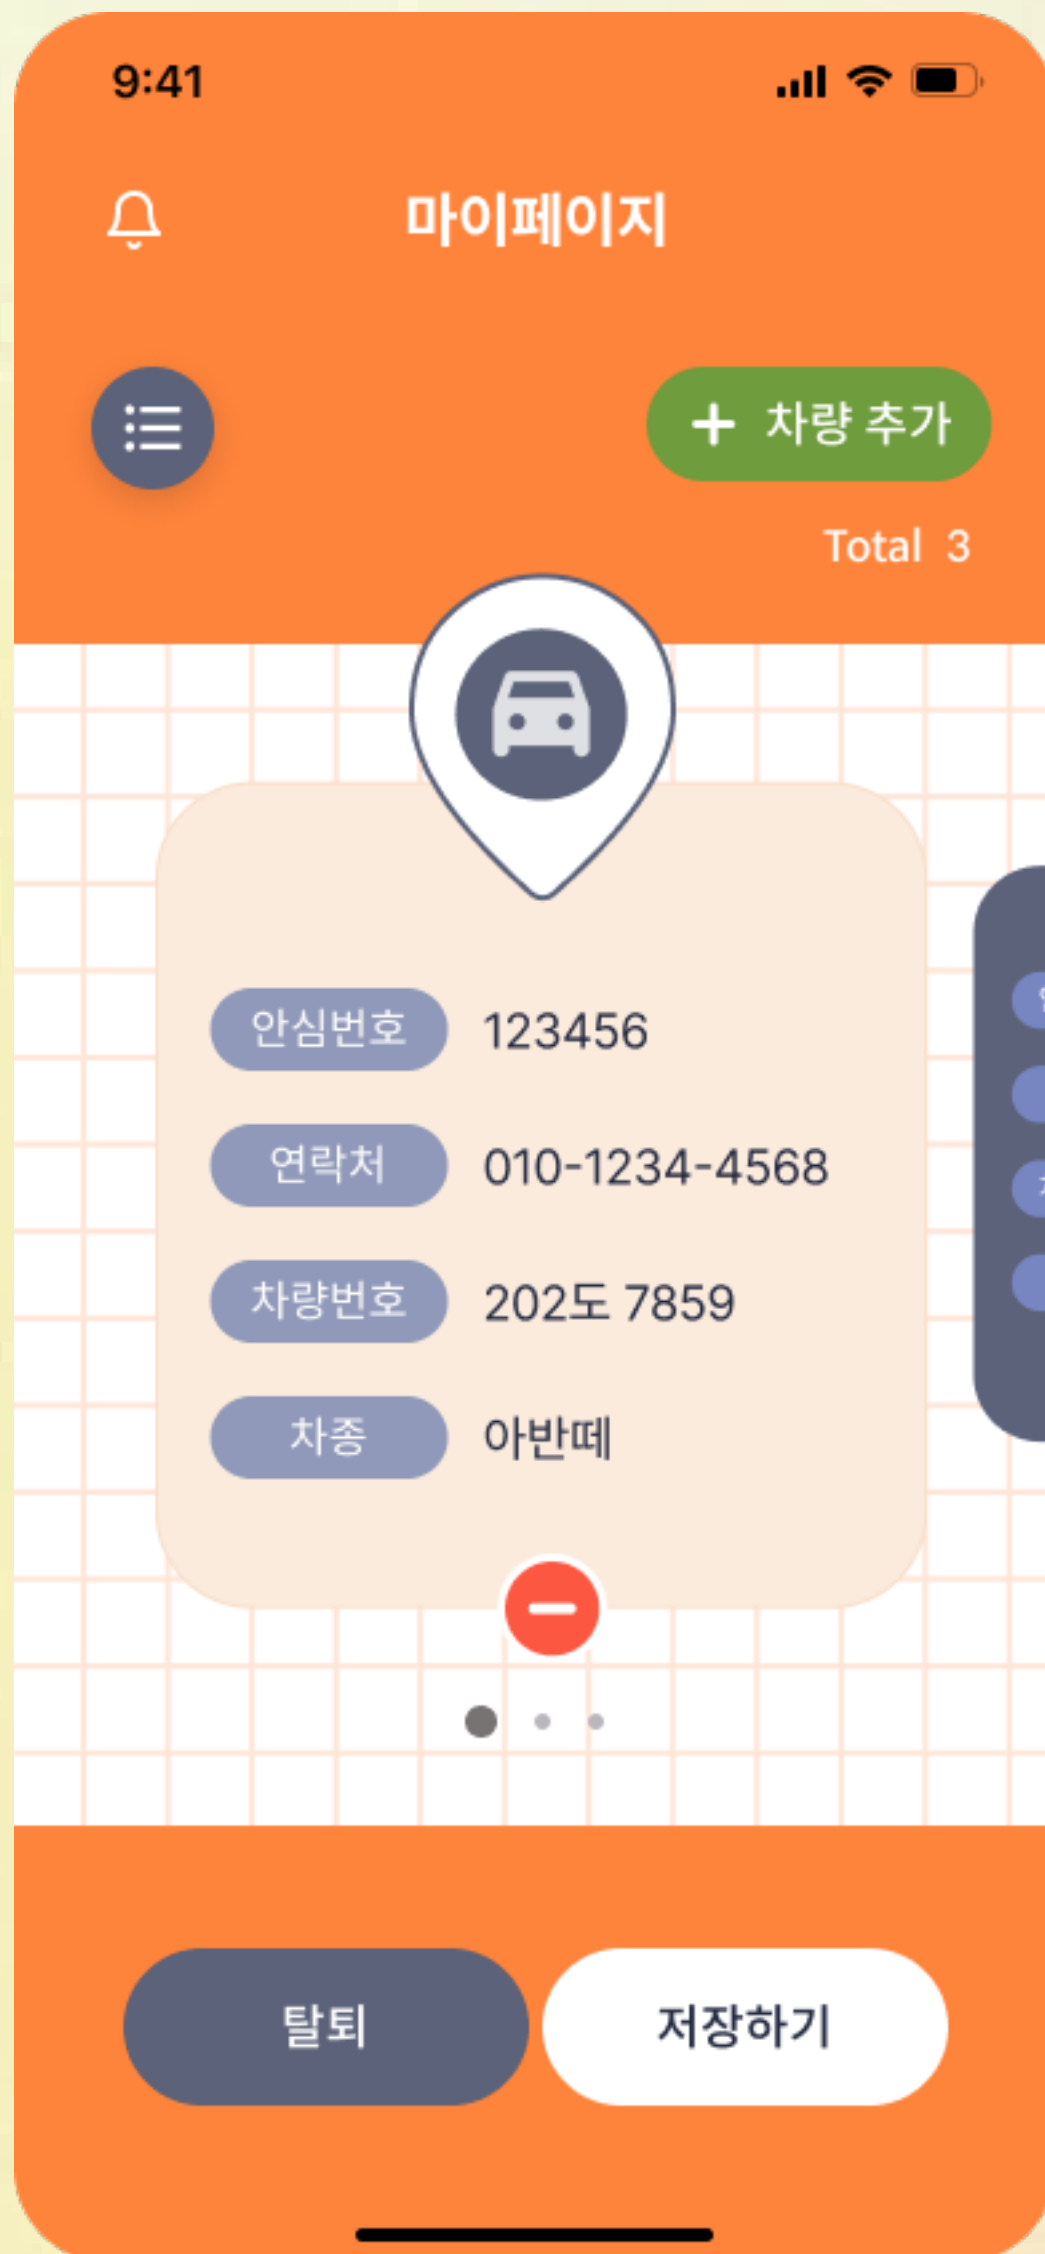 9:41
마이페이지
차량 추가
Total 3
안심번호 123456
연락처 010-1234-4568
차량번호 202도 7859
차종 아반떼
탈퇴 저장하기